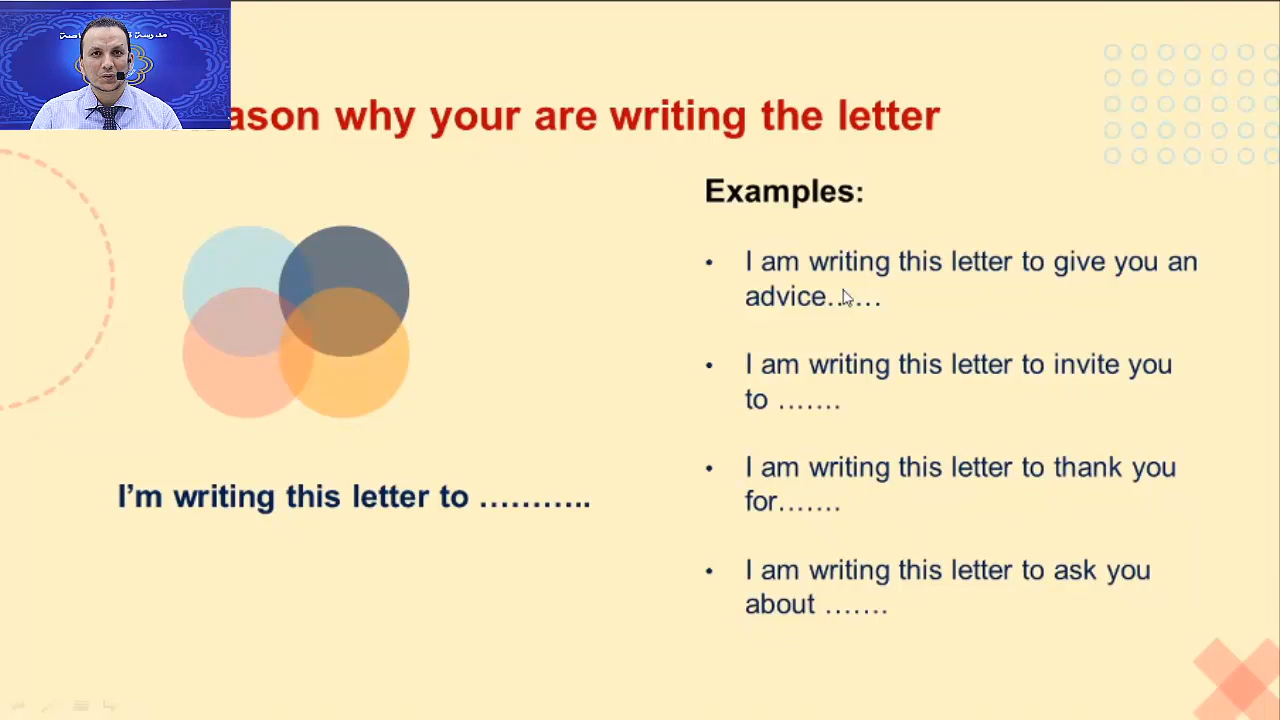 مدرسة
ason why your are writing the letter
Examples:
• I am writing this letter to give you an
advice……
• I am writing this letter to invite you
to …….
• I am writing this letter to thank you
for…….
• I am writing this letter to ask you
about …….
I’m writing this letter to ………..